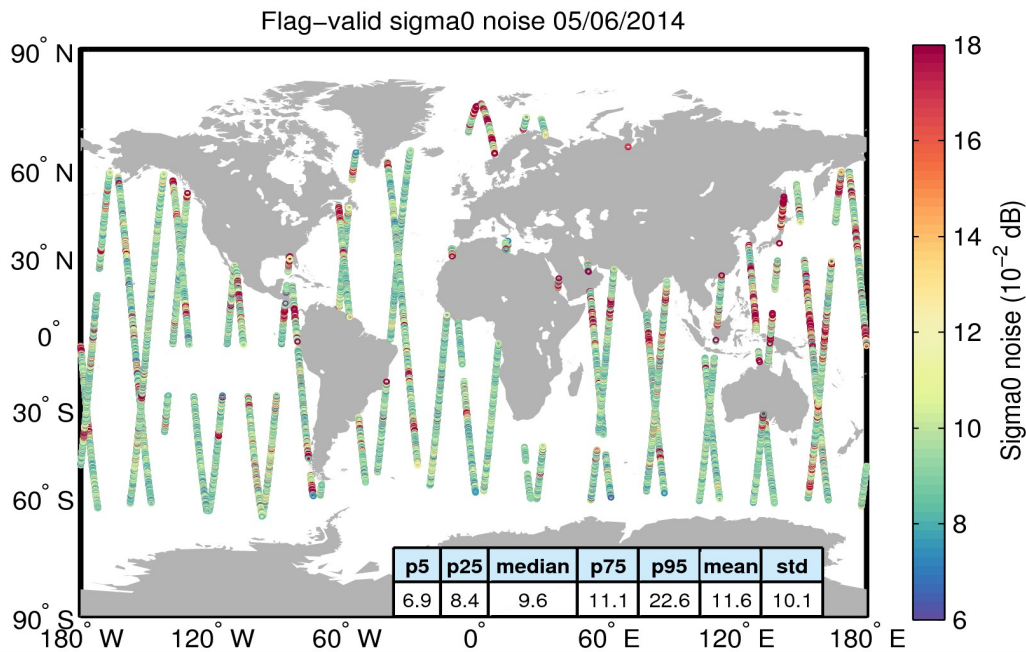 Flag−valid sigma0 noise 05/06/2014
90° N
60° N
30° N
0°
30° S
60° S
90° S
180° W
120° W
60° W
0°
60° E
120° E
180° E
p5 p25 median p75 p95 mean std
6.9 8.4 9.6 11.1 22.6 11.6 10.1
18
16
14
12
10
8
6
Sigma0 noise (10⁻² dB)